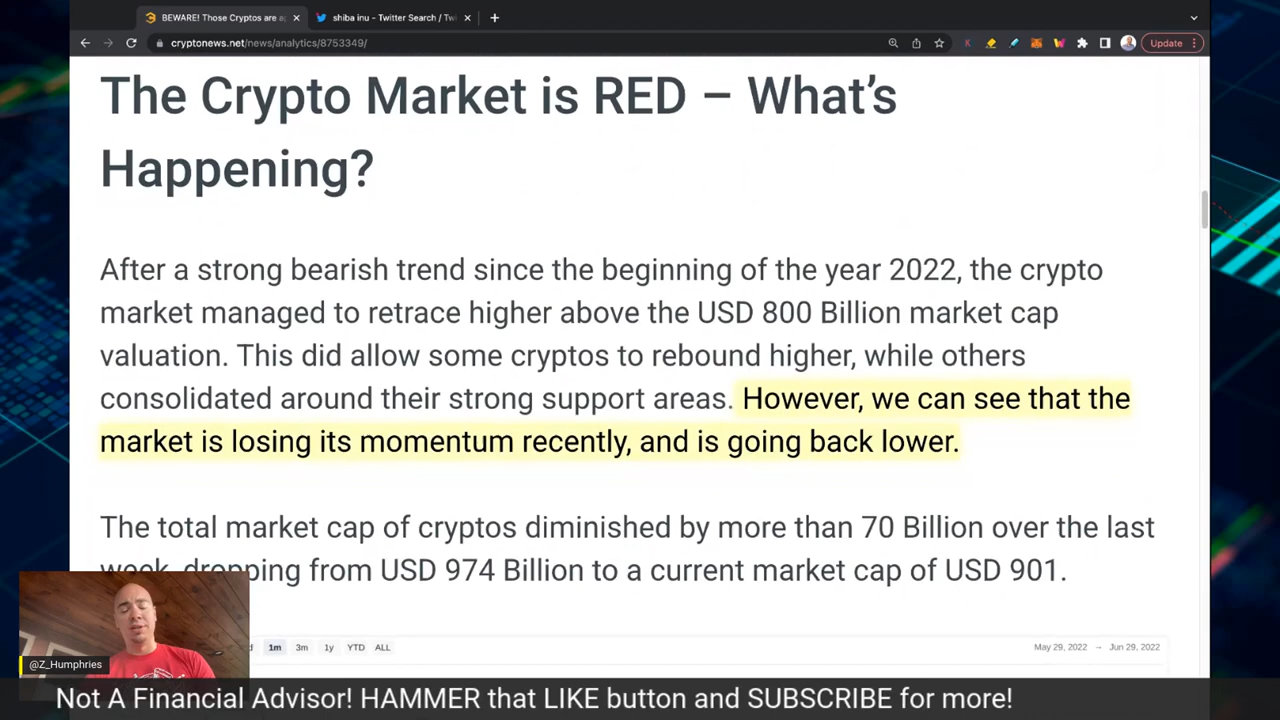 BEWARE! Those Cryptos are a
shiba inu - Twitter Search / Twi
cryptonews.net/news/analytics/8753349/
Update
The Crypto Market is RED – What's
Happening?
After a strong bearish trend since the beginning of the year 2022, the crypto
market managed to retrace higher above the USD 800 Billion market cap
valuation. This did allow some cryptos to rebound higher, while others
consolidated around their strong support areas. However, we can see that the
market is losing its momentum recently, and is going back lower.
The total market cap of cryptos diminished by more than 70 Billion over the last
week, dropping from USD 974 Billion to a current market cap of USD 901.
1m 3m 1y YTD ALL May 29, 2022 → Jun 29, 2022
@Z_Humphries
Not A Financial Advisor! HAMMER that LIKE button and SUBSCRIBE for more!